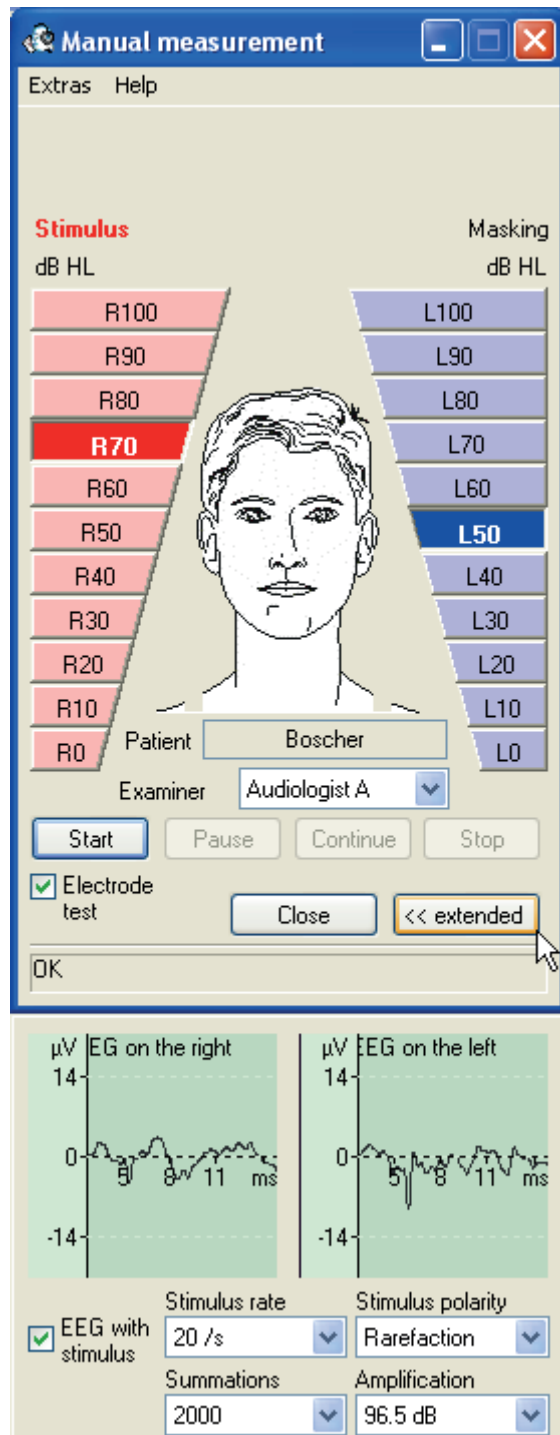 Manual measurement
Extras Help
Stimulus Masking
dB HL dB HL
R100 L100
R90 L90
R80 L80
R70 L70
R60 L60
R50 L50
R40 L40
R30 L30
R20 L20
R10 L10
R0 L0
Patient Boscher
Examiner Audiologist A
Start Pause Continue Stop
Electrode
test
Close << extended
OK
µV EEG on the right µV EEG on the left
14 14
0 5 8 11 ms 0 5 8 11 ms
-14 -14
Stimulus rate Stimulus polarity
EEG with
stimulus
20 /s Rarefaction
Summations Amplification
2000 96.5 dB